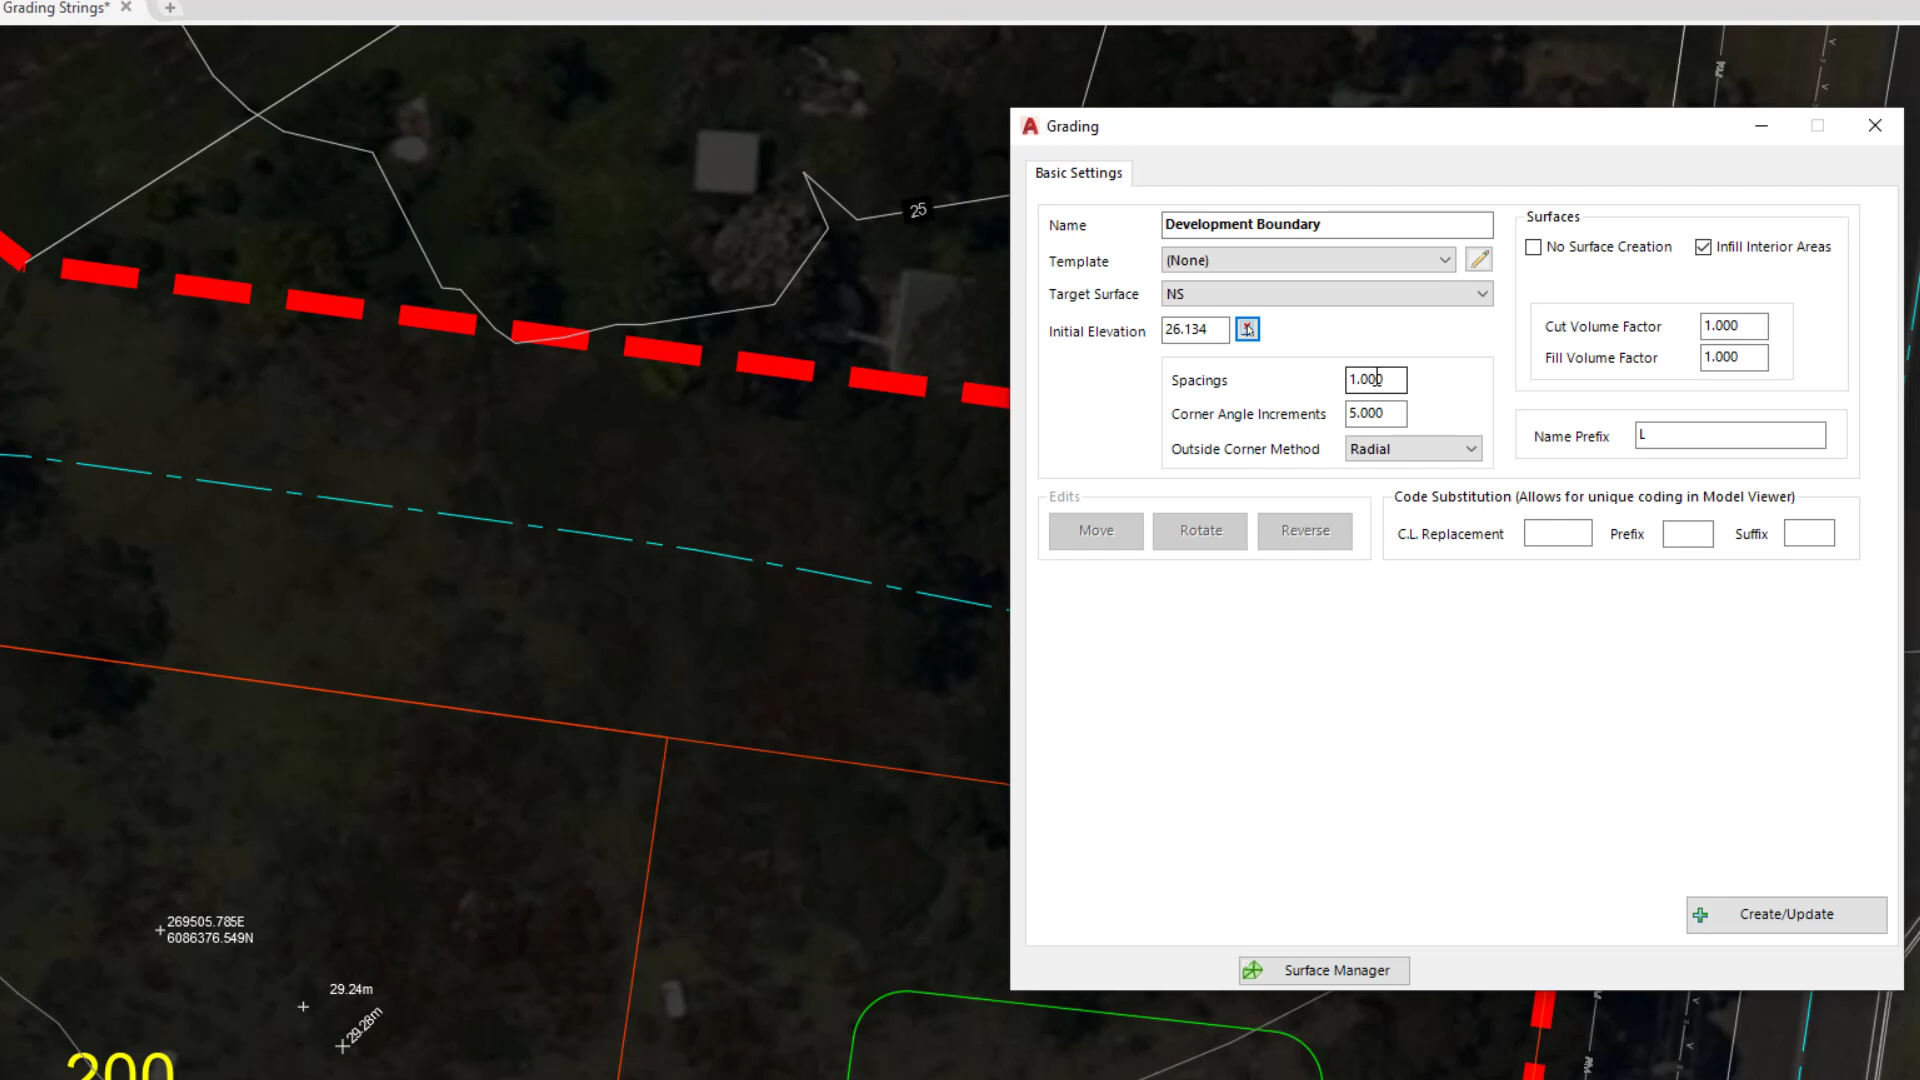 Grading Strings*
25
Grading
Basic Settings
Name
Development Boundary
Template
(None)
Target Surface
NS
Initial Elevation
26.134
Spacings
1.000
Corner Angle Increments
5.000
Outside Corner Method
Radial
Surfaces
No Surface Creation
Infill Interior Areas
Cut Volume Factor
1.000
Fill Volume Factor
1.000
Name Prefix
L
Edits
Move
Rotate
Reverse
Code Substitution (Allows for unique coding in Model Viewer)
C.L. Replacement
Prefix
Suffix
Create/Update
Surface Manager
269505.785E
6086376.549N
29.24m
29.28m
200